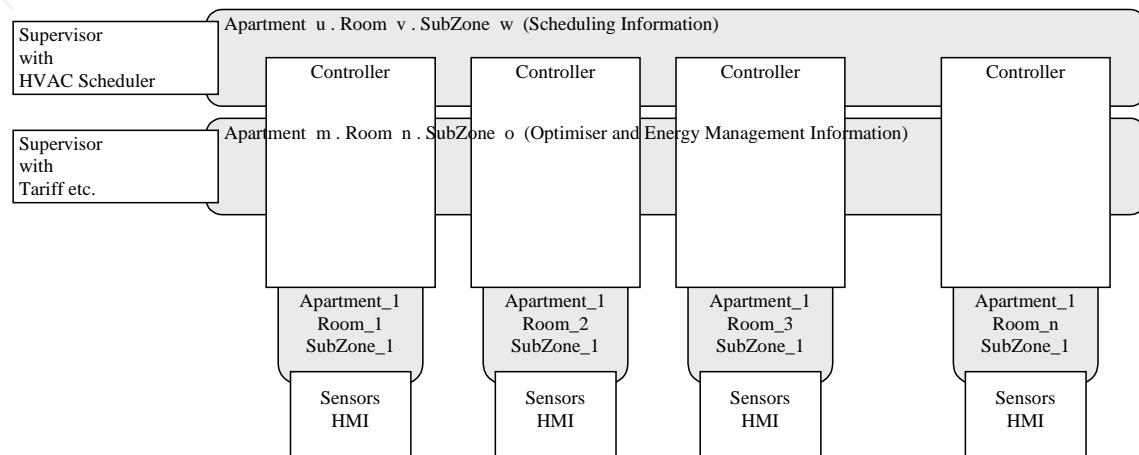 Apartment u . Room v . SubZone w (Scheduling Information)
Supervisor
with
HVAC Scheduler
Controller
Controller
Controller
Controller
Apartment m . Room n . SubZone o (Optimiser and Energy Management Information)
Supervisor
with
Tariff etc.
Apartment_1
Room_1
SubZone_1
Apartment_1
Room_2
SubZone_1
Apartment_1
Room_3
SubZone_1
Apartment_1
Room_n
SubZone_1
Sensors
HMI
Sensors
HMI
Sensors
HMI
Sensors
HMI